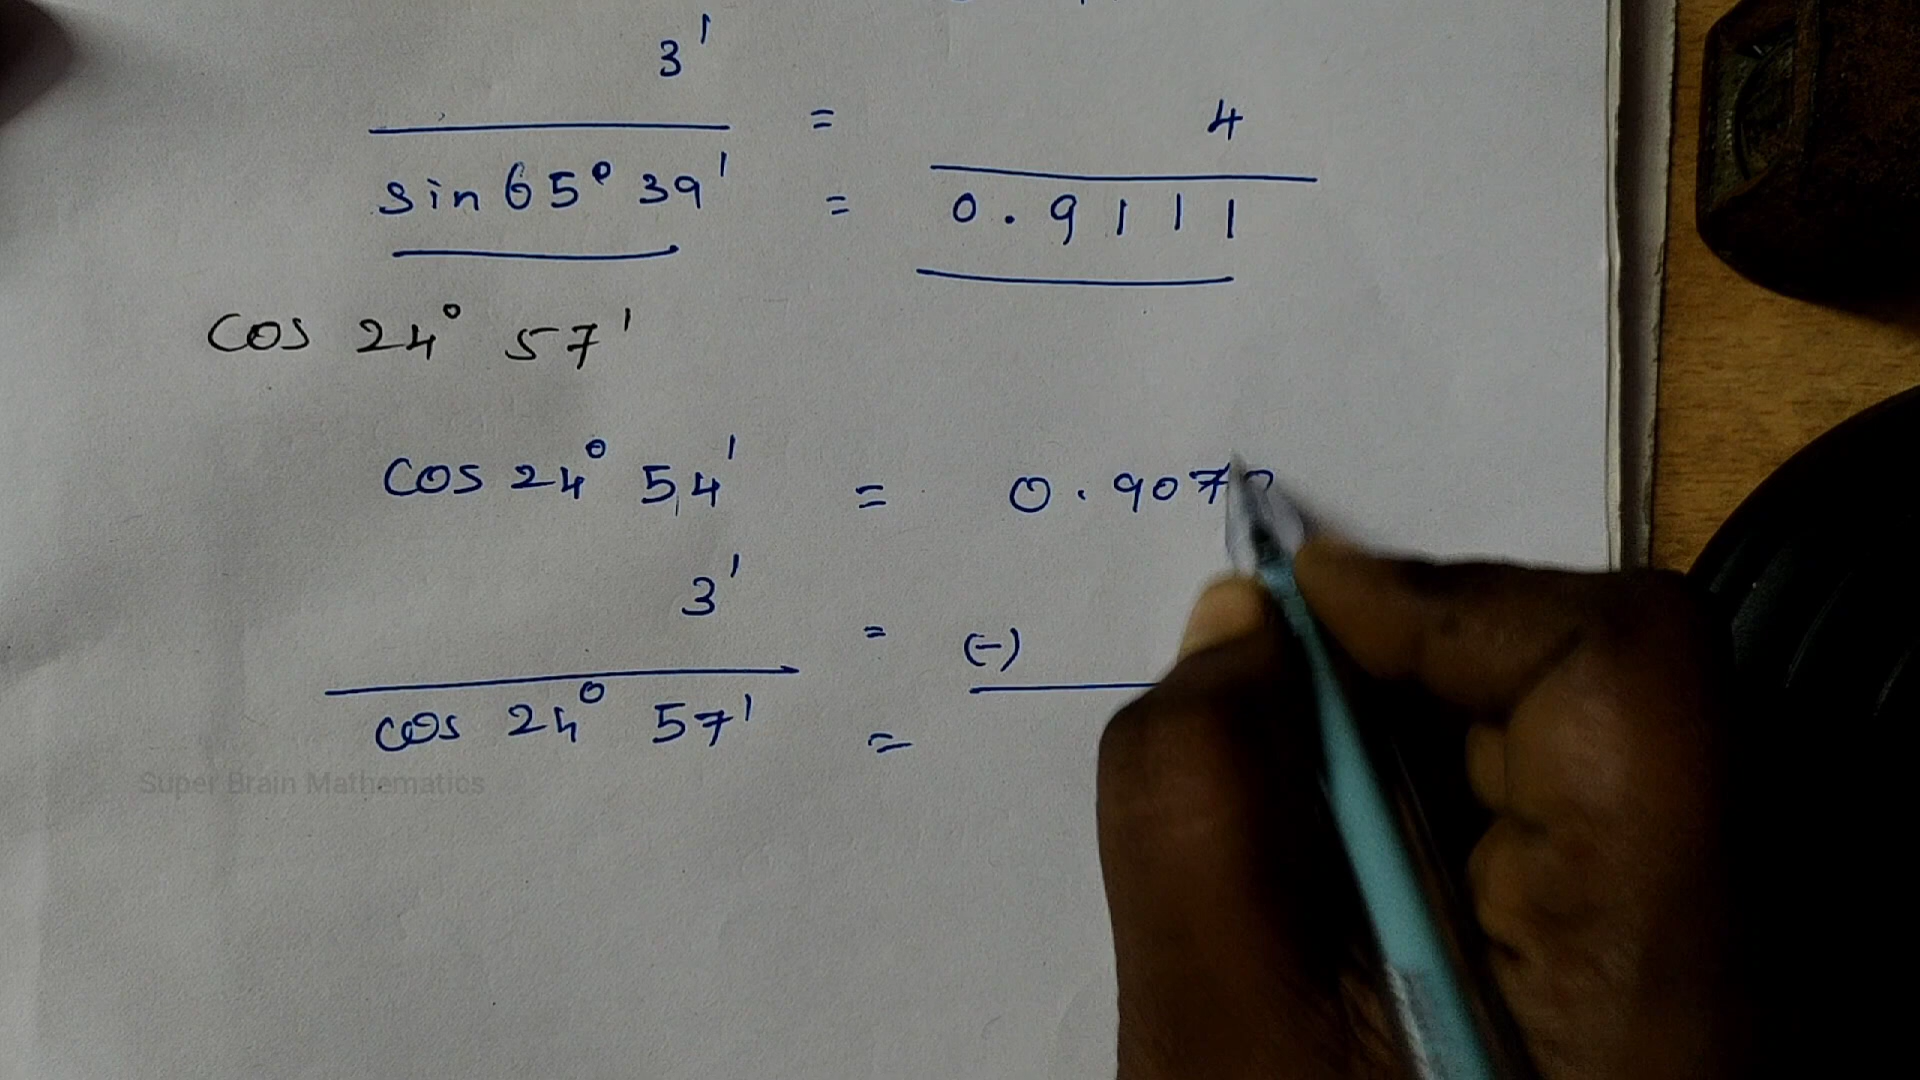 3'
= 4
sin 65° 39' = 0.9111
cos 24° 57'
cos 24° 54' = 0.907
3' = (-)
cos 24° 57' =
Super Brain Mathematics